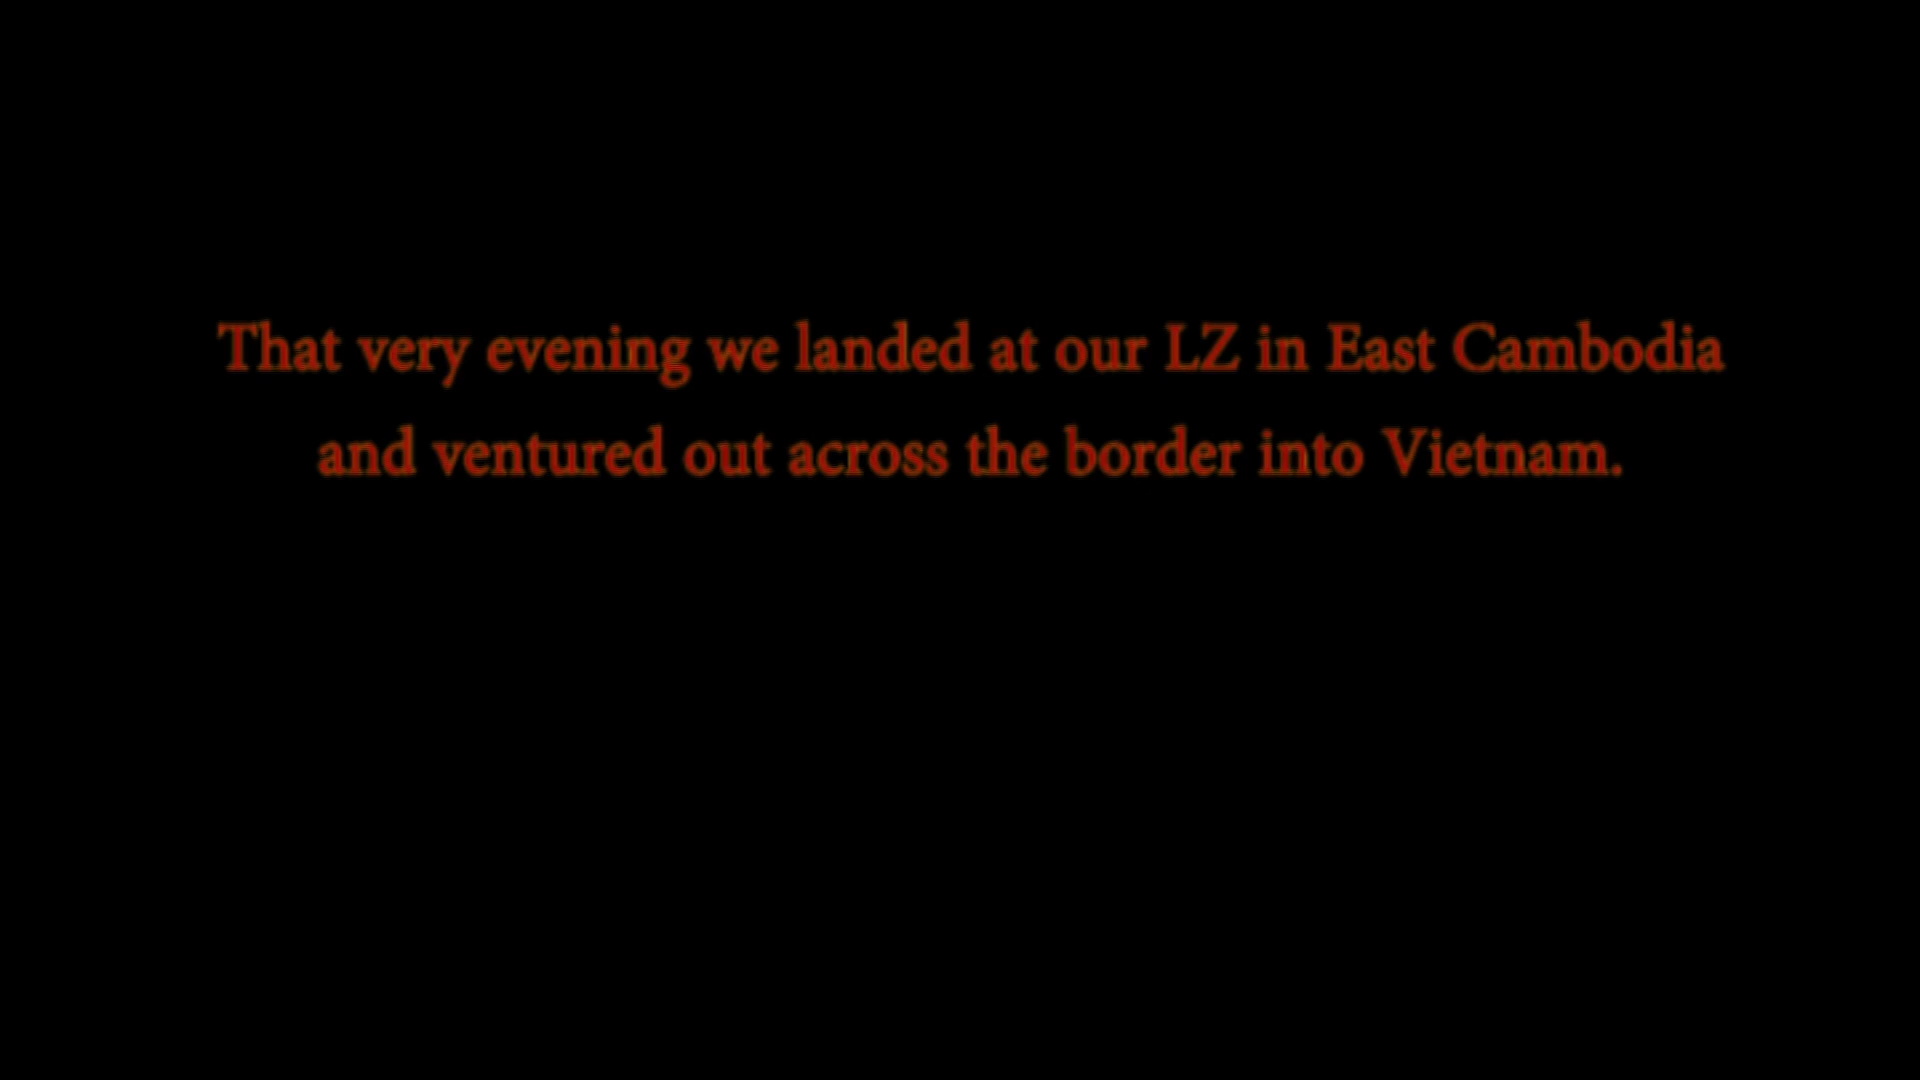 That very evening we landed at our LZ in East Cambodia
and ventured out across the border into Vietnam.